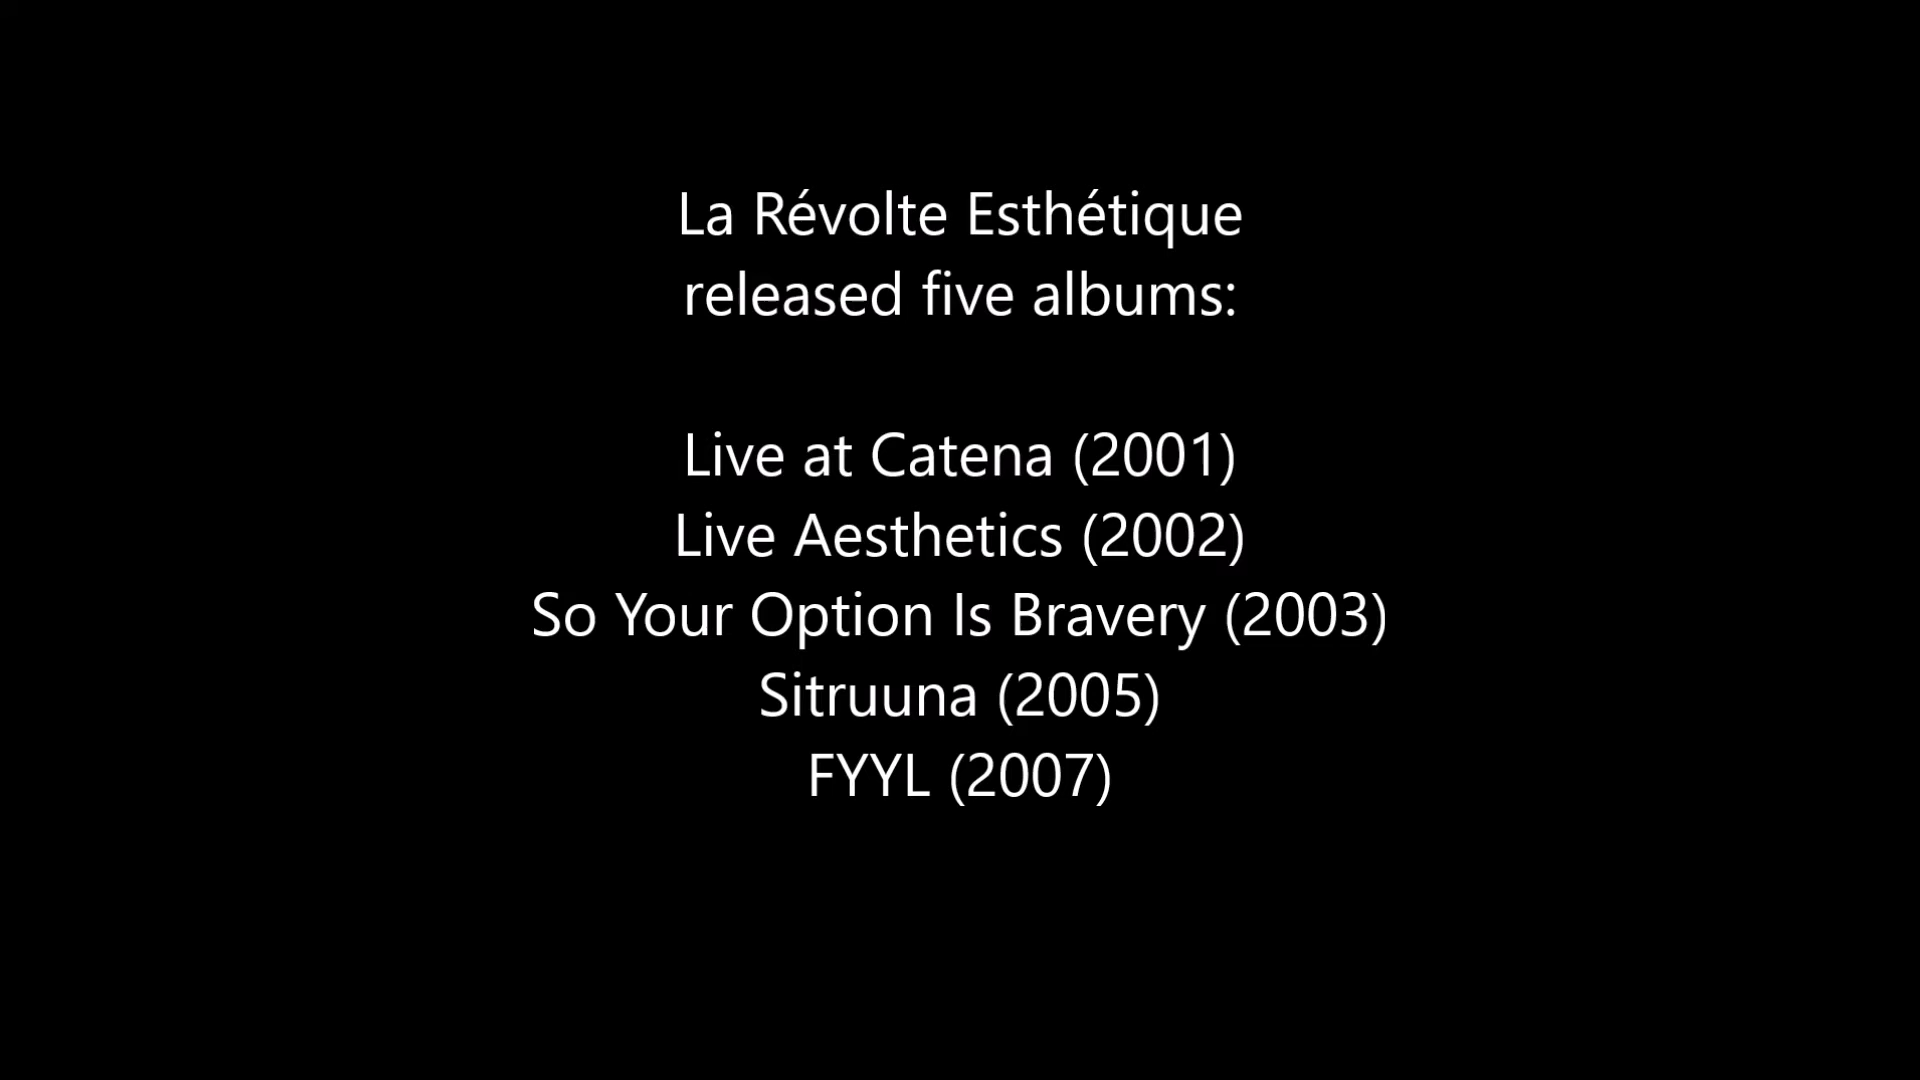 La Révolte Esthétique
released five albums:
Live at Catena (2001)
Live Aesthetics (2002)
So Your Option Is Bravery (2003)
Sitruuna (2005)
FYYL (2007)